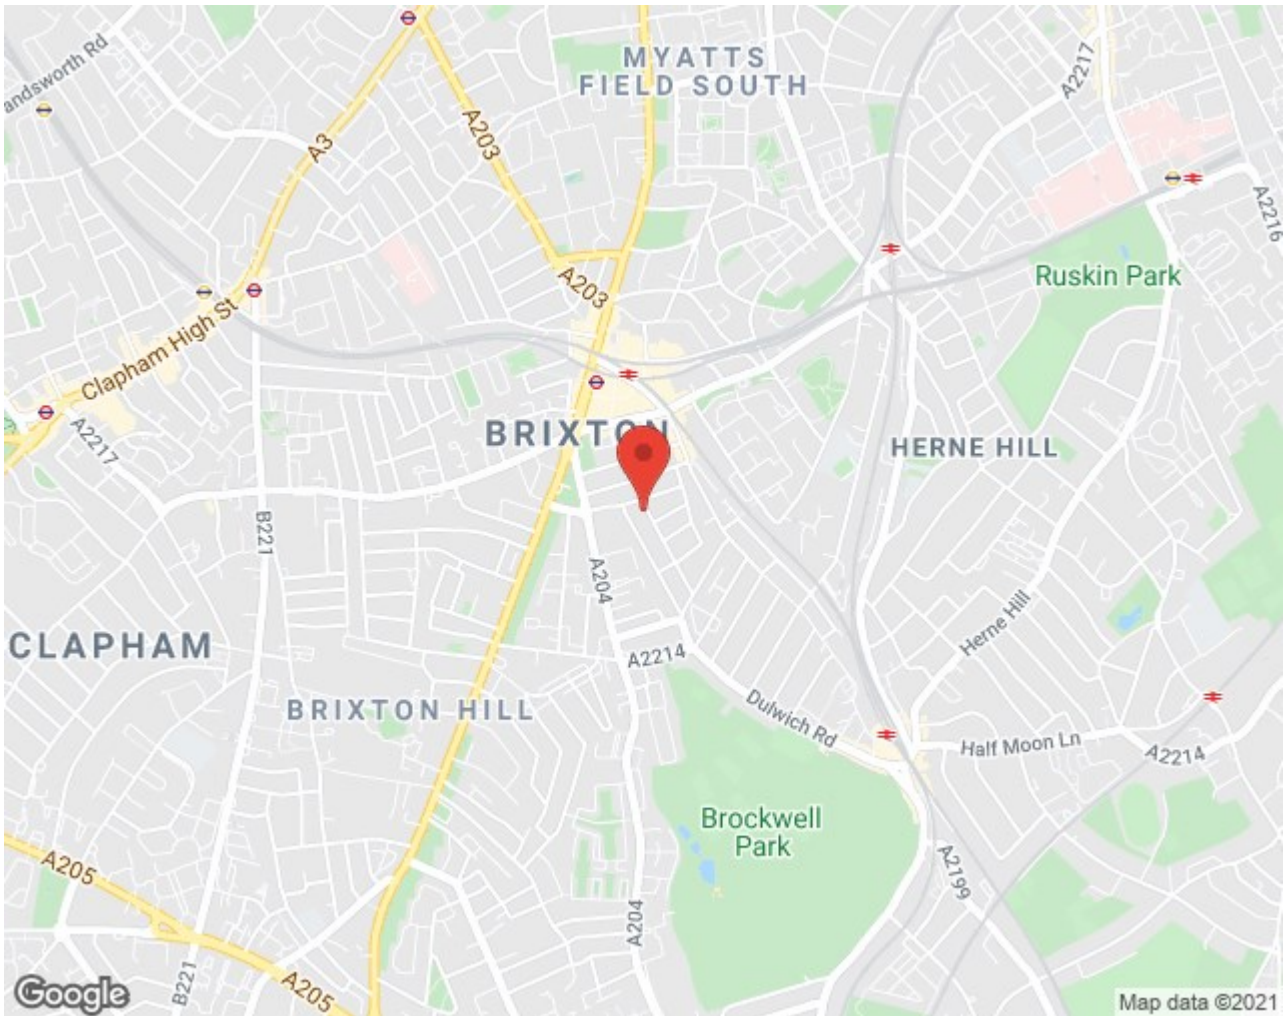 andsworth Rd
MYATTS
FIELD SOUTH
A2217
A203
A3
A2216
Ruskin Park
A203
Clapham High St
A2217
BRIXTON
HERNE HILL
B221
A204
Herne Hill
CLAPHAM
A2214
BRIXTON HILL
Dulwich Rd
Half Moon Ln
A2214
Brockwell
Park
A205
A2199
A204
B221
A205
Google
Map data ©2021